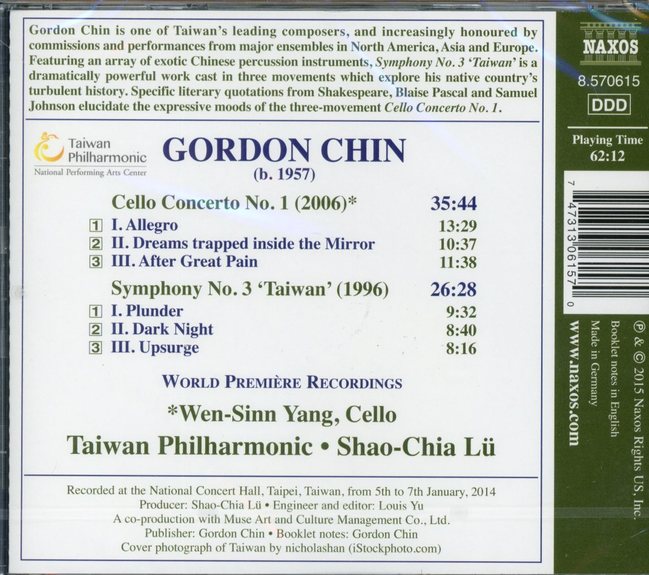 Gordon Chin is one of Taiwan's leading composers, and increasingly honoured by
commissions and performances from major ensembles in North America, Asia and Europe.
Featuring an array of exotic Chinese percussion instruments, Symphony No. 3 'Taiwan' is a
dramatically powerful work cast in three movements which explore his native country's
turbulent history. Specific literary quotations from Shakespeare, Blaise Pascal and Samuel
Johnson elucidate the expressive moods of the three-movement Cello Concerto No. 1.
Taiwan
Philharmonic
National Performing Arts Center
GORDON CHIN
(b. 1957)
Cello Concerto No. 1 (2006)* 35:44
1 I. Allegro 13:29
2 II. Dreams trapped inside the Mirror 10:37
3 III. After Great Pain 11:38
Symphony No. 3 'Taiwan' (1996) 26:28
1 I. Plunder 9:32
2 II. Dark Night 8:40
3 III. Upsurge 8:16
WORLD PREMIÈRE RECORDINGS
*Wen-Sinn Yang, Cello
Taiwan Philharmonic • Shao-Chia Lü
Recorded at the National Concert Hall, Taipei, Taiwan, from 5th to 7th January, 2014
Producer: Shao-Chia Lü • Engineer and editor: Louis Yu
A co-production with Muse Art and Culture Management Co., Ltd.
Publisher: Gordon Chin • Booklet notes: Gordon Chin
Cover photograph of Taiwan by nicholashan (iStockphoto.com)
NAXOS
8.570615
DDD
Playing Time
62:12
7 47313 06157 0
℗ & © 2015 Naxos Rights US, Inc.
Booklet notes in English
Made in Germany
www.naxos.com